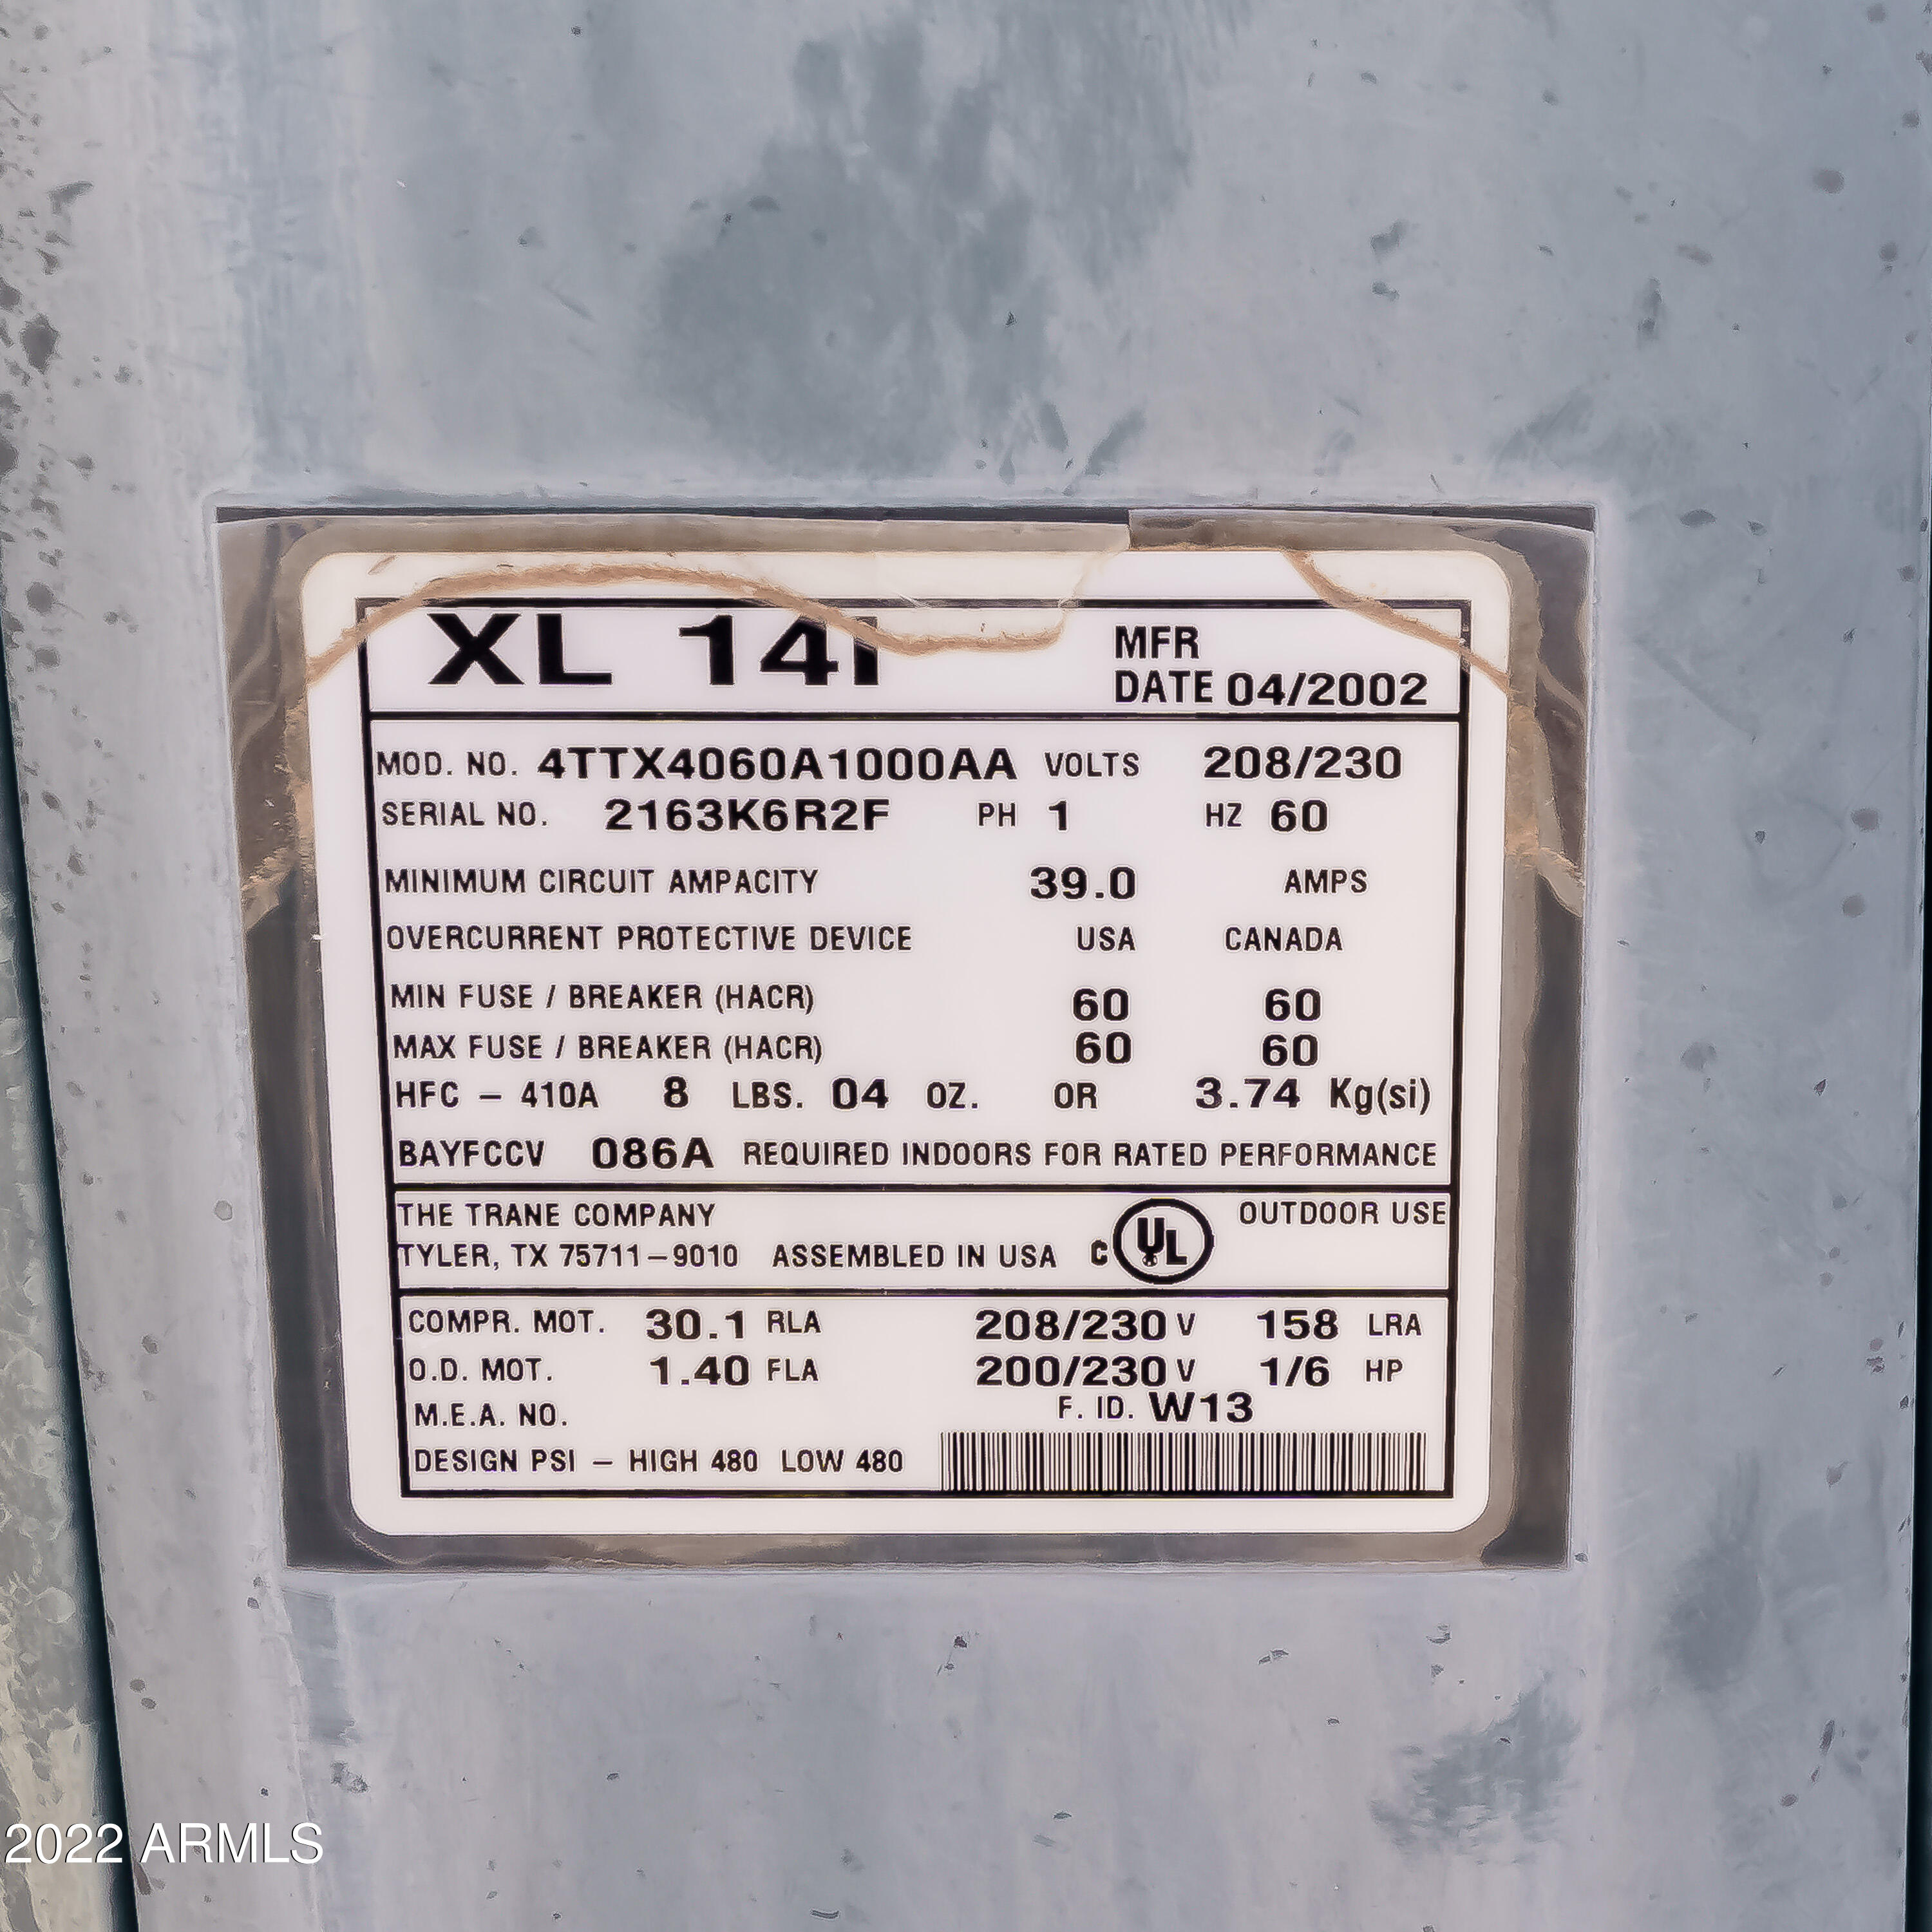 XL 14i
MFR
DATE 04/2002
MOD. NO. 4TTX4060A1000AA VOLTS 208/230
SERIAL NO. 2163K6R2F PH 1 HZ 60
MINIMUM CIRCUIT AMPACITY 39.0 AMPS
OVERCURRENT PROTECTIVE DEVICE USA CANADA
MIN FUSE / BREAKER (HACR) 60 60
MAX FUSE / BREAKER (HACR) 60 60
HFC - 410A 8 LBS. 04 OZ. OR 3.74 Kg(si)
BAYFCCV 086A REQUIRED INDOORS FOR RATED PERFORMANCE
THE TRANE COMPANY
TYLER, TX 75711-9010 ASSEMBLED IN USA C UL OUTDOOR USE
COMPR. MOT. 30.1 RLA 208/230 V 158 LRA
O.D. MOT. 1.40 FLA 200/230 V 1/6 HP
M.E.A. NO. F. ID. W13
DESIGN PSI - HIGH 480 LOW 480
2022 ARMLS